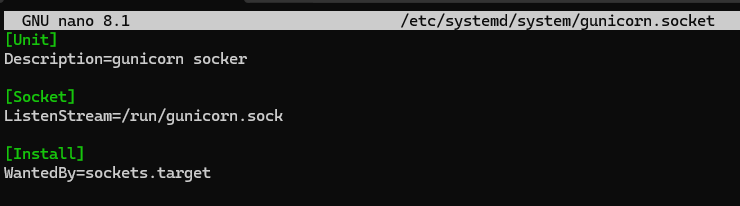 GNU nano 8.1 /etc/systemd/system/gunicorn.socket
[Unit]
Description=gunicorn socker
[Socket]
ListenStream=/run/gunicorn.sock
[Install]
WantedBy=sockets.target